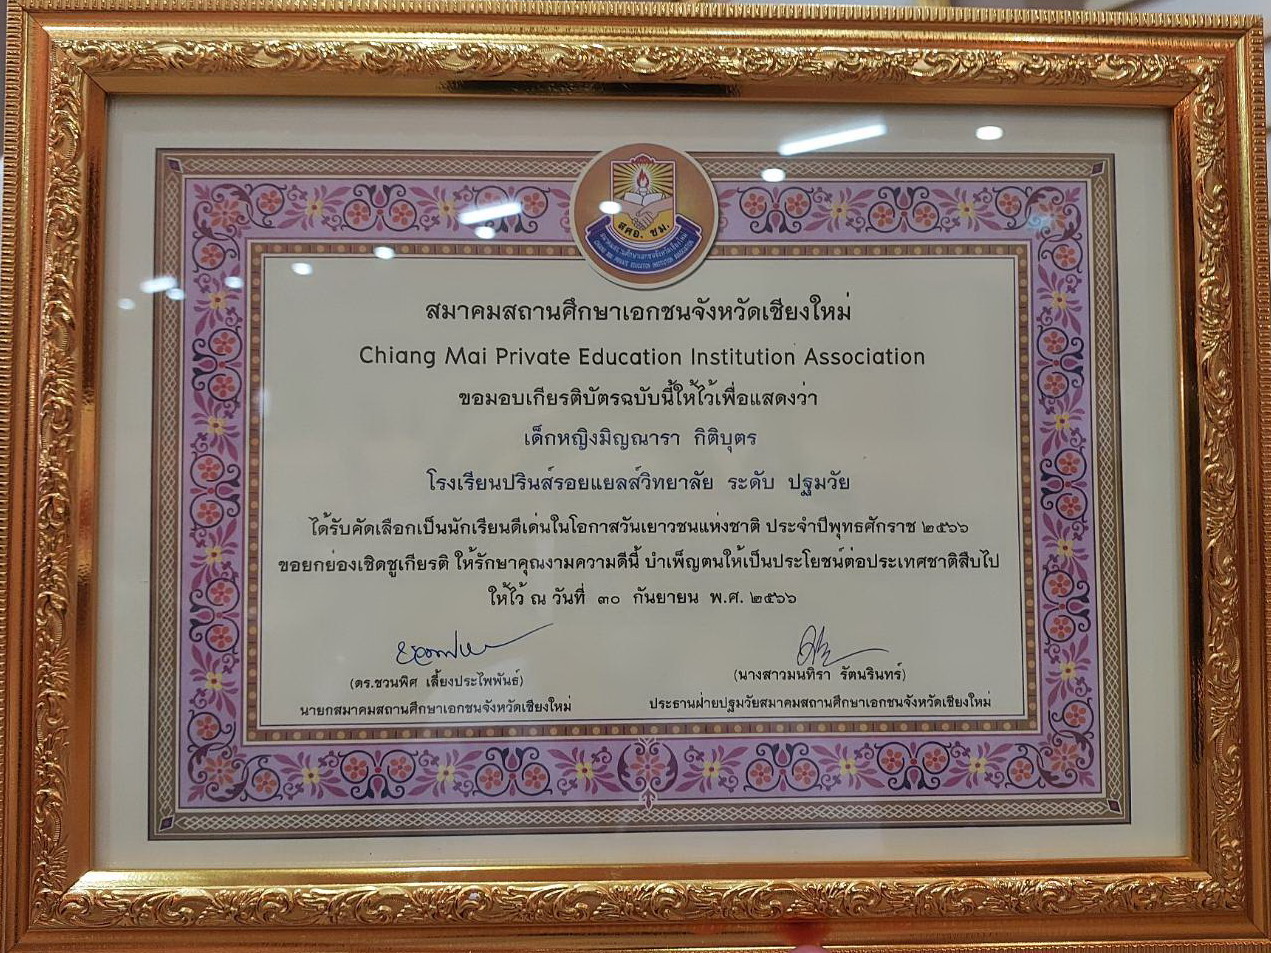 สศอ. ชม.
CHIANG MAI PRIVATE EDUCATION INSTITUTION ASSOCIATION
สมาคมสถานศึกษาเอกชนจังหวัดเชียงใหม่
Chiang Mai Private Education Institution Association
ขอมอบเกียรติบัตรฉบับนี้ให้ไว้เพื่อแสดงว่า
เด็กหญิงมิญณารา กิติบุตร
โรงเรียนปรินส์รอยแยลส์วิทยาลัย ระดับ ปฐมวัย
ได้รับคัดเลือกเป็นนักเรียนดีเด่นในโอกาสวันเยาวชนแห่งชาติ ประจำปีพุทธศักราช ๒๕๖๖
ขอยกย่องเชิดชูเกียรติ ให้รักษาคุณงามความดีนี้ บำเพ็ญตนให้เป็นประโยชน์ต่อประเทศชาติสืบไป
ให้ไว้ ณ วันที่ ๓๐ กันยายน พ.ศ. ๒๕๖๖
(ดร.ชวนพิศ เลี้ยงประไพพันธ์)
(นางสาวมนทิรา รัตนรินทร์)
นายกสมาคมสถานศึกษาเอกชนจังหวัดเชียงใหม่
ประธานฝ่ายปฐมวัยสมาคมสถานศึกษาเอกชนจังหวัดเชียงใหม่